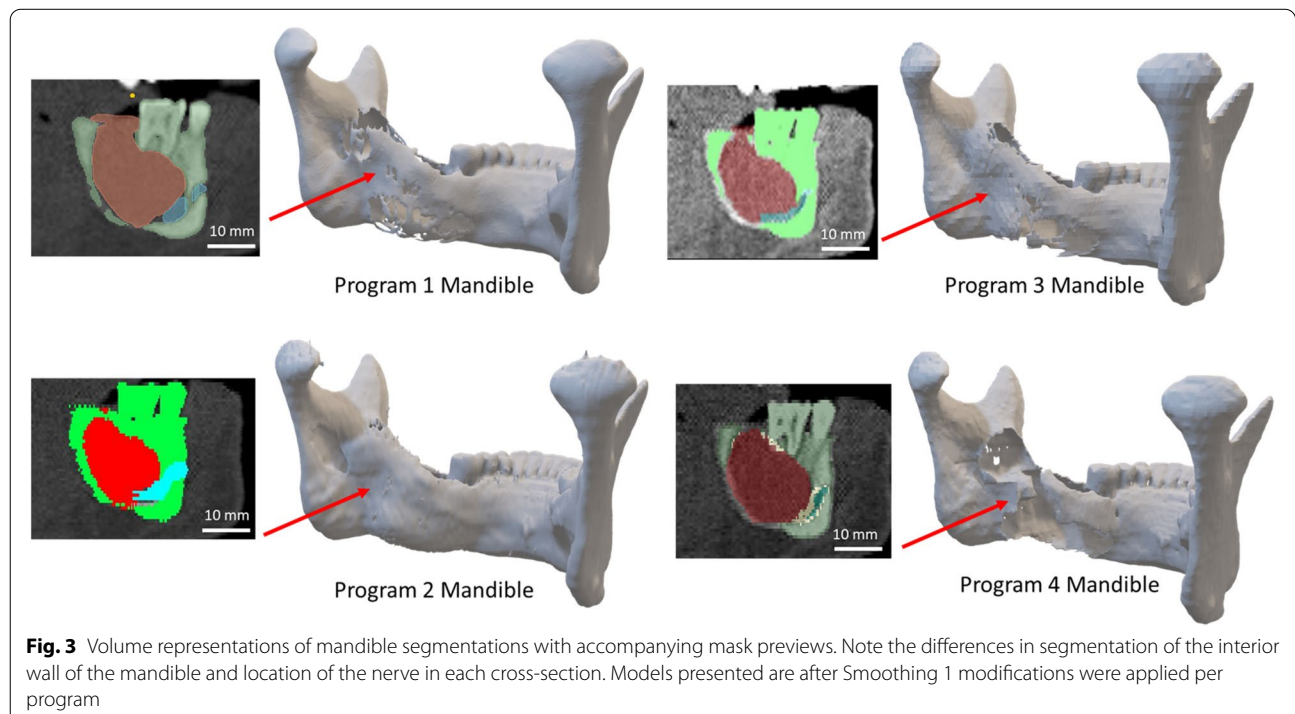 10 mm
Program 1 Mandible
10 mm
Program 3 Mandible
10 mm
Program 2 Mandible
10 mm
Program 4 Mandible
Fig. 3 Volume representations of mandible segmentations with accompanying mask previews. Note the differences in segmentation of the interior
wall of the mandible and location of the nerve in each cross-section. Models presented are after Smoothing 1 modifications were applied per
program